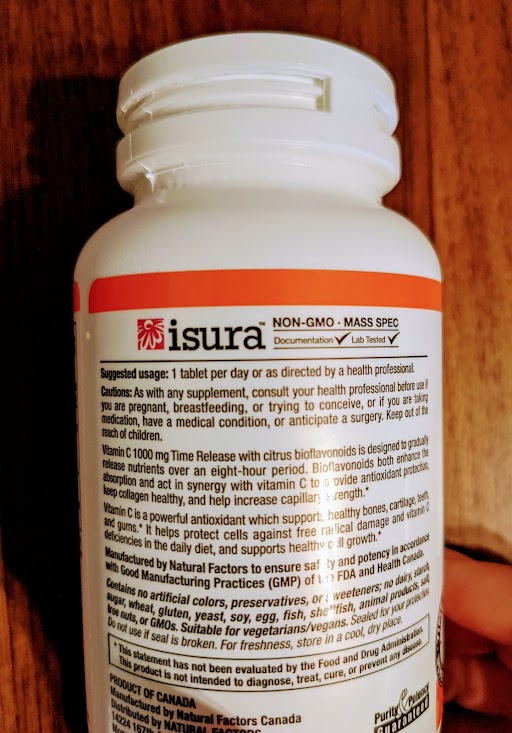 isura™
NON-GMO · MASS SPEC
Documentation Lab Tested
Suggested usage: 1 tablet per day or as directed by a health professional.
Cautions: As with any supplement, consult your health professional before use if
you are pregnant, breastfeeding, or trying to conceive, or if you are taking
medication, have a medical condition, or anticipate a surgery. Keep out of the
reach of children.
Vitamin C 1000 mg Time Release with citrus bioflavonoids is designed to gradually
release nutrients over an eight-hour period. Bioflavonoids both enhance the
absorption and act in synergy with vitamin C to provide antioxidant protection,
keep collagen healthy, and help increase capillary strength.*
Vitamin C is a powerful antioxidant which supports healthy bones, cartilage, teeth,
and gums.* It helps protect cells against free radical damage and vitamin C
deficiencies in the daily diet, and supports healthy cell growth.*
Manufactured by Natural Factors to ensure safety and potency in accordance
with Good Manufacturing Practices (GMP) of the FDA and Health Canada.
Contains no artificial colors, preservatives, or sweeteners; no dairy, starch,
sugar, wheat, gluten, yeast, soy, egg, fish, shellfish, animal products, salt,
tree nuts, or GMOs. Suitable for vegetarians/vegans. Sealed for your protection.
Do not use if seal is broken. For freshness, store in a cool, dry place.
* This statement has not been evaluated by the Food and Drug Administration.
This product is not intended to diagnose, treat, cure, or prevent any disease.
PRODUCT OF CANADA
Manufactured by Natural Factors Canada
Distributed by NATURAL FACTORS
14224 167th
Purity & Potency
Guaranteed